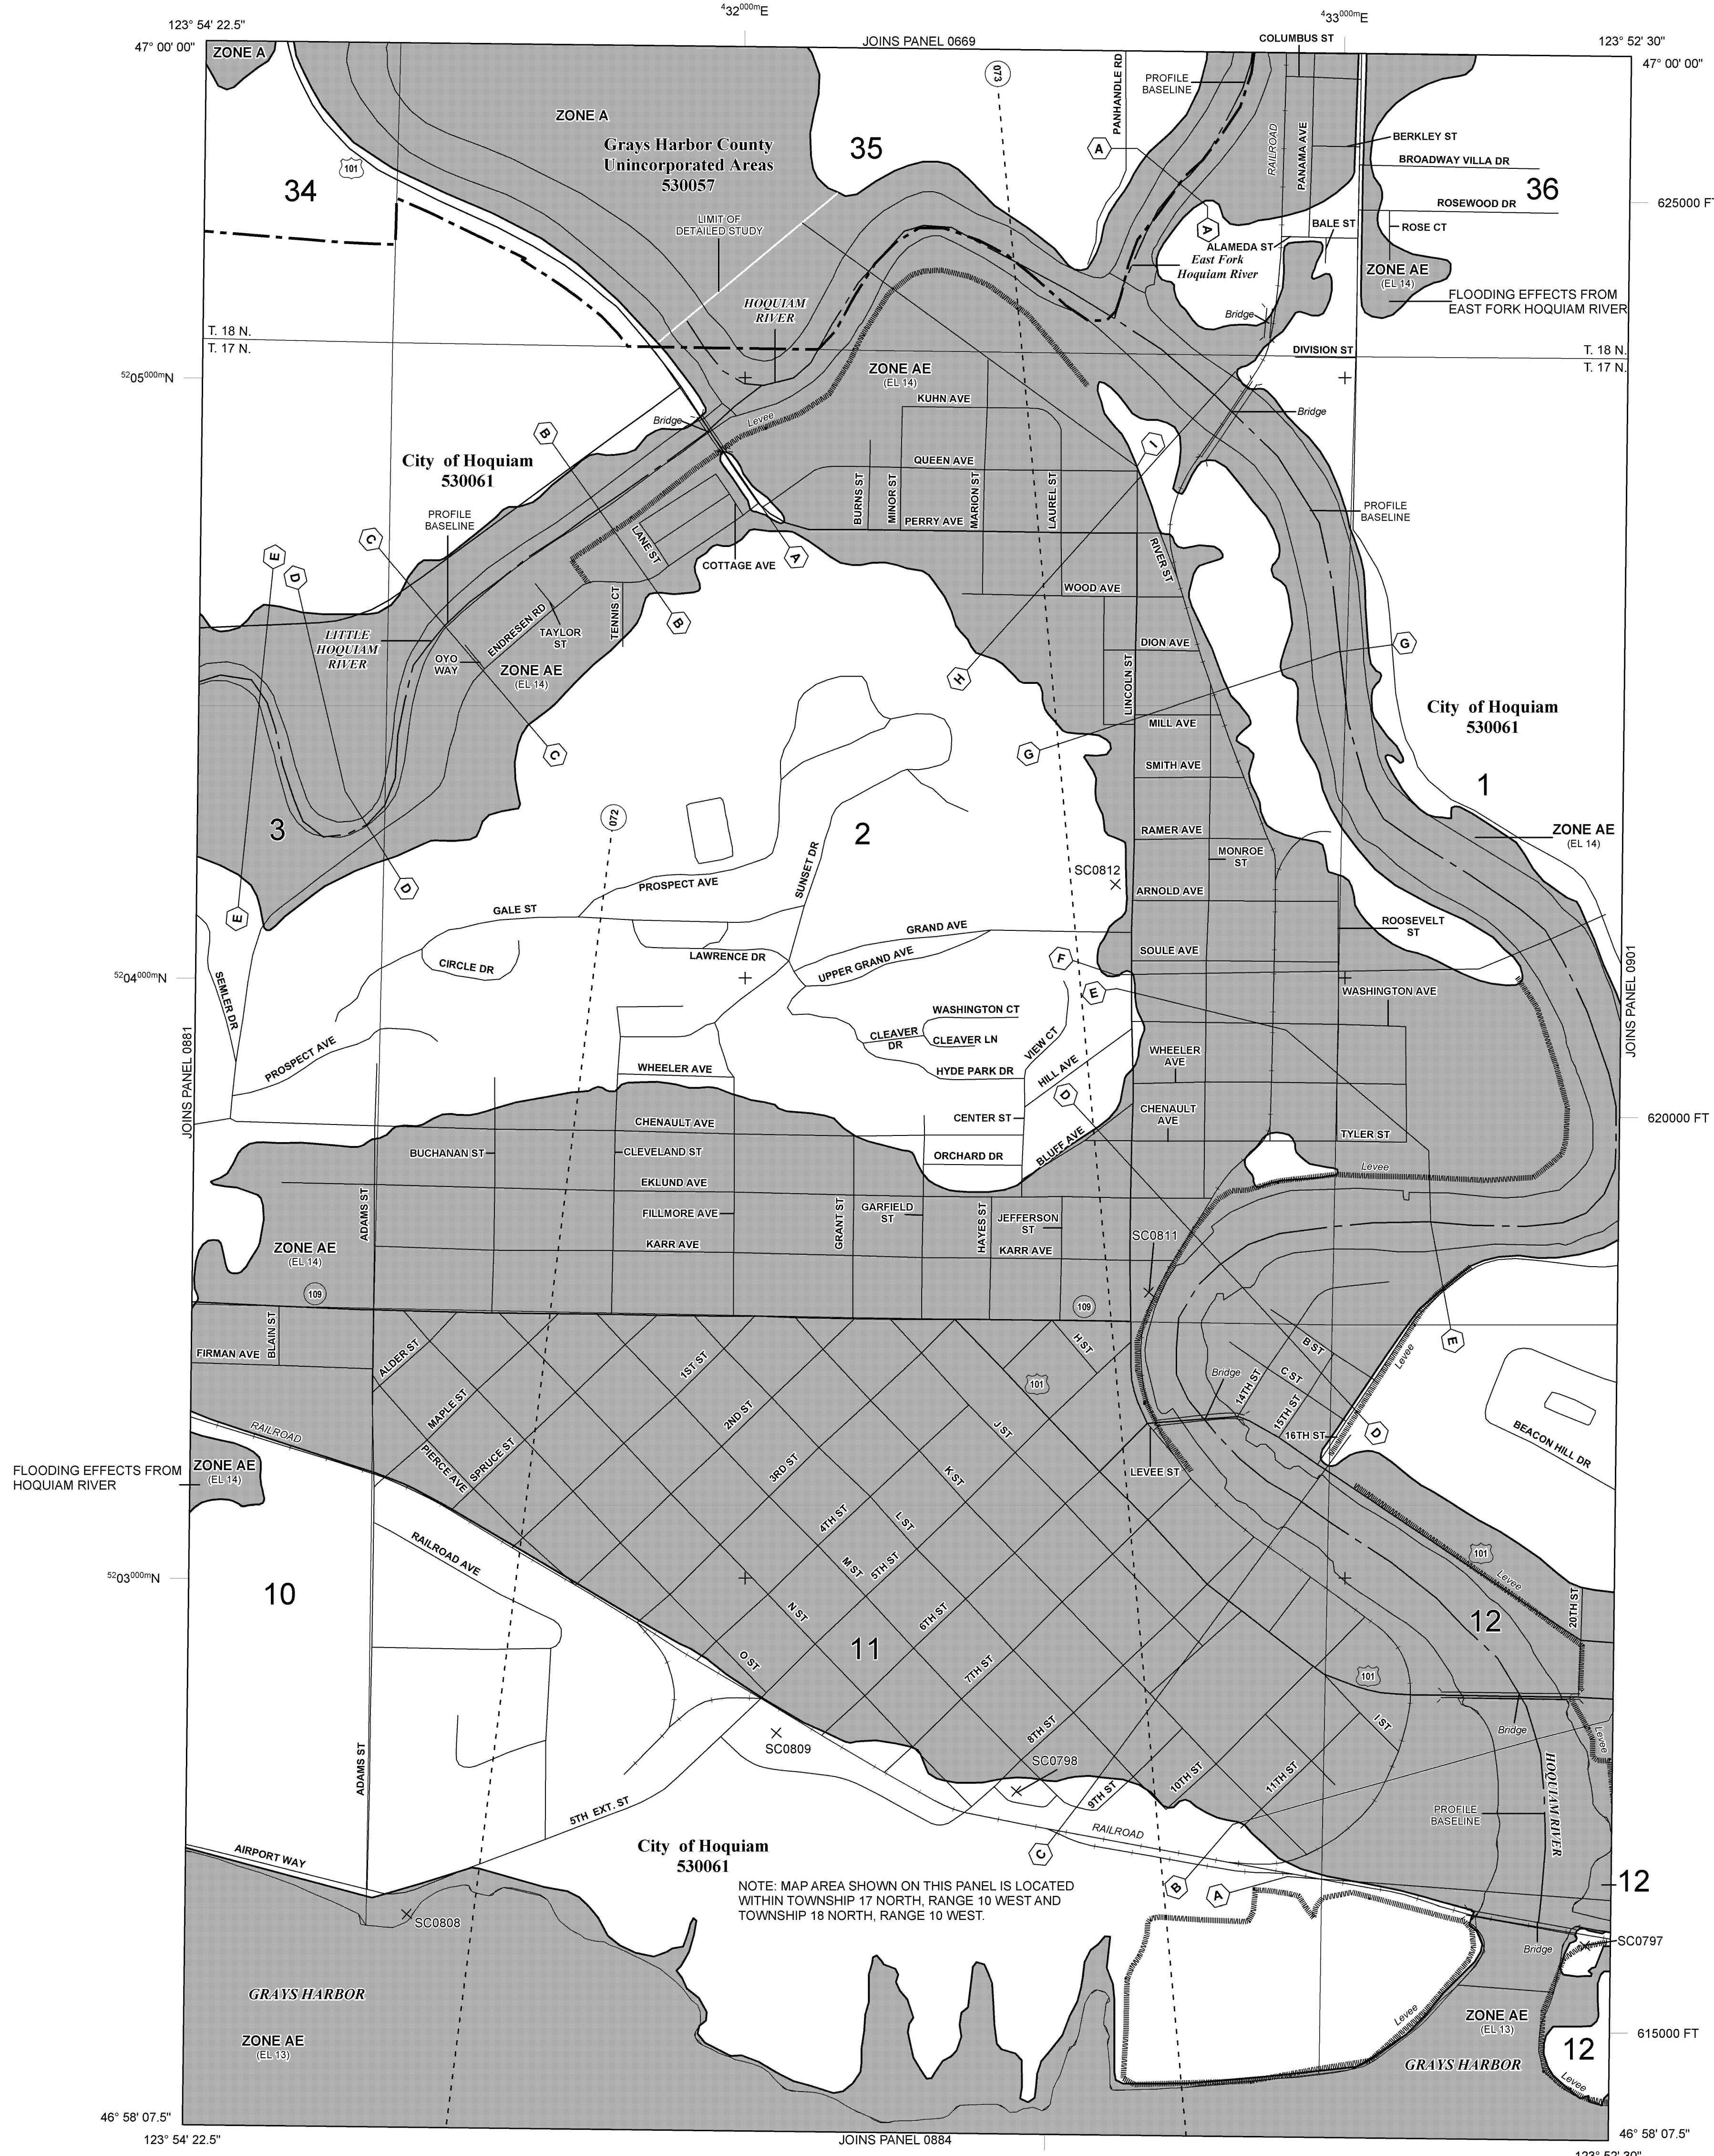 432000mE
433000mE
123° 54' 22.5"
47° 00' 00"
JOINS PANEL 0669
COLUMBUS ST
123° 52' 30"
47° 00' 00"
ZONE A
073
PANHANDLE RD
PROFILE
BASELINE
RAILROAD
PANAMA AVE
ZONE A
Grays Harbor County
Unincorporated Areas
530057
35
A
BERKLEY ST
BROADWAY VILLA DR
101
34
36
ROSEWOOD DR
625000 FT
LIMIT OF
DETAILED STUDY
A
BALE ST
ROSE CT
ALAMEDA ST
East Fork
Hoquiam River
ZONE AE
(EL 14)
FLOODING EFFECTS FROM
EAST FORK HOQUIAM RIVER
HOQUIAM
RIVER
Bridge
T. 18 N.
T. 17 N.
DIVISION ST
T. 18 N.
T. 17 N.
5205000mN
ZONE AE
(EL 14)
KUHN AVE
Bridge
Levee
Bridge
B
I
City of Hoquiam
530061
QUEEN AVE
BURNS ST
MINOR ST
MARION ST
LAUREL ST
PERRY AVE
PROFILE
BASELINE
PROFILE
BASELINE
C
E
D
LANE ST
COTTAGE AVE
A
RIVER ST
WOOD AVE
TENNIS CT
B
ENDRESEN RD
TAYLOR
ST
LITTLE
HOQUIAM
RIVER
OYO
WAY
ZONE AE
(EL 14)
DION AVE
G
LINCOLN ST
H
City of Hoquiam
530061
MILL AVE
C
G
SMITH AVE
1
3
072
2
RAMER AVE
ZONE AE
(EL 14)
MONROE
ST
SUNSET DR
SC0812
D
PROSPECT AVE
ARNOLD AVE
E
GALE ST
GRAND AVE
ROOSEVELT
ST
SOULE AVE
CIRCLE DR
LAWRENCE DR
UPPER GRAND AVE
F
5204000mN
SEMLER DR
JOINS PANEL 0901
E
WASHINGTON AVE
WASHINGTON CT
CLEAVER
DR
CLEAVER LN
VIEW CT
JOINS PANEL 0881
PROSPECT AVE
WHEELER AVE
HYDE PARK DR
HILL AVE
WHEELER
AVE
D
CENTER ST
CHENAULT AVE
CHENAULT
AVE
620000 FT
TYLER ST
BUCHANAN ST
CLEVELAND ST
ORCHARD DR
BLUFF AVE
Levee
EKLUND AVE
ADAMS ST
FILLMORE AVE
GRANT ST
GARFIELD
ST
HAYES ST
JEFFERSON
ST
SC0811
ZONE AE
(EL 14)
KARR AVE
KARR AVE
109
109
E
FIRMAN AVE
BLAIN ST
H ST
B ST
Levee
ALDER ST
1ST ST
101
Bridge
C ST
14TH ST
MAPLE ST
2ND ST
J ST
15TH ST
16TH ST
D
BEACON HILL DR
RAILROAD
PIERCE AVE
SPRUCE ST
3RD ST
K ST
LEVEE ST
ZONE AE
(EL 14)
FLOODING EFFECTS FROM
HOQUIAM RIVER
4TH ST
L ST
RAILROAD AVE
M ST
5TH ST
101
Levee
5203000mN
10
N ST
6TH ST
20TH ST
12
11
O ST
7TH ST
101
8TH ST
I ST
Bridge
Levee
SC0809
SC0798
ADAMS ST
9TH ST
10TH ST
11TH ST
HOQUIAM RIVER
PROFILE
BASELINE
5TH EXT. ST
RAILROAD
City of Hoquiam
530061
AIRPORT WAY
C
B
A
12
NOTE: MAP AREA SHOWN ON THIS PANEL IS LOCATED
WITHIN TOWNSHIP 17 NORTH, RANGE 10 WEST AND
TOWNSHIP 18 NORTH, RANGE 10 WEST.
SC0808
Bridge
SC0797
GRAYS HARBOR
Levee
ZONE AE
(EL 13)
ZONE AE
(EL 13)
615000 FT
GRAYS HARBOR
12
Levee
46° 58' 07.5"
123° 54' 22.5"
JOINS PANEL 0884
46° 58' 07.5"
123° 52' 30"